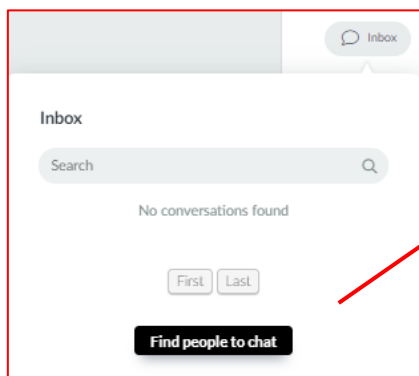 Inbox
Inbox
Search
No conversations found
First Last
Find people to chat